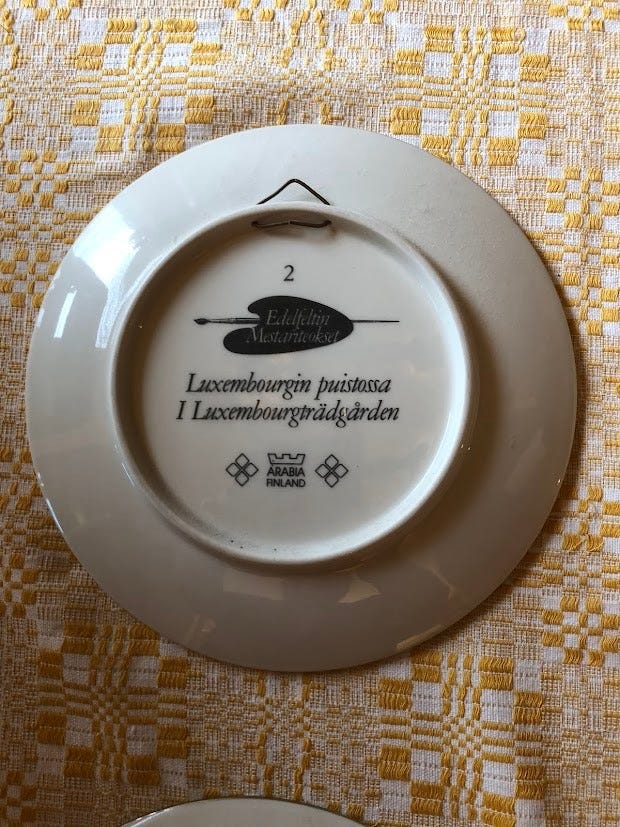 2
Edelfeltin
Mestariteokset
Luxembourgin puistossa
I Luxembourgträdgården
ARABIA
FINLAND